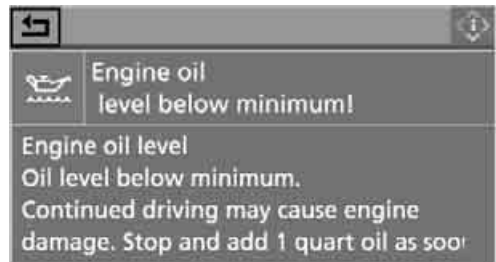 Engine oil
level below minimum!
Engine oil level
Oil level below minimum.
Continued driving may cause engine
damage. Stop and add 1 quart oil as